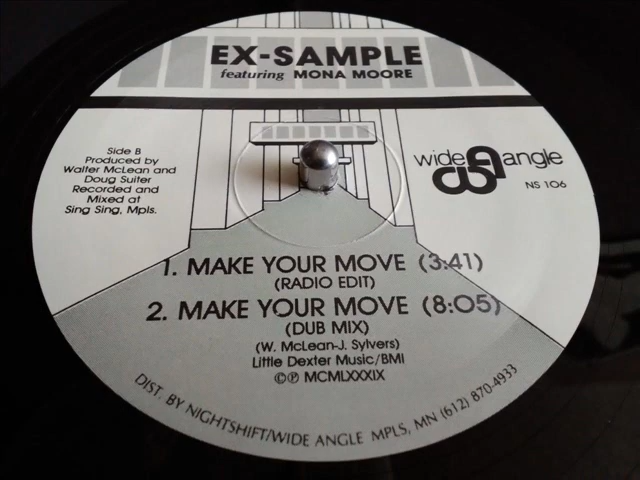 EX-SAMPLE
featuring MONA MOORE
Side B
Produced by
Walter McLean and
Doug Suiter
Recorded and
Mixed at
Sing Sing, Mpls.
wide angle
NS 106
1. MAKE YOUR MOVE (3:41)
(RADIO EDIT)
2. MAKE YOUR MOVE (8:05)
(DUB MIX)
(W. McLean-J. Sylvers)
Little Dexter Music/BMI
©℗ MCMLXXXIX
DIST. BY NIGHTSHIFT/WIDE ANGLE MPLS, MN (612) 870-4933